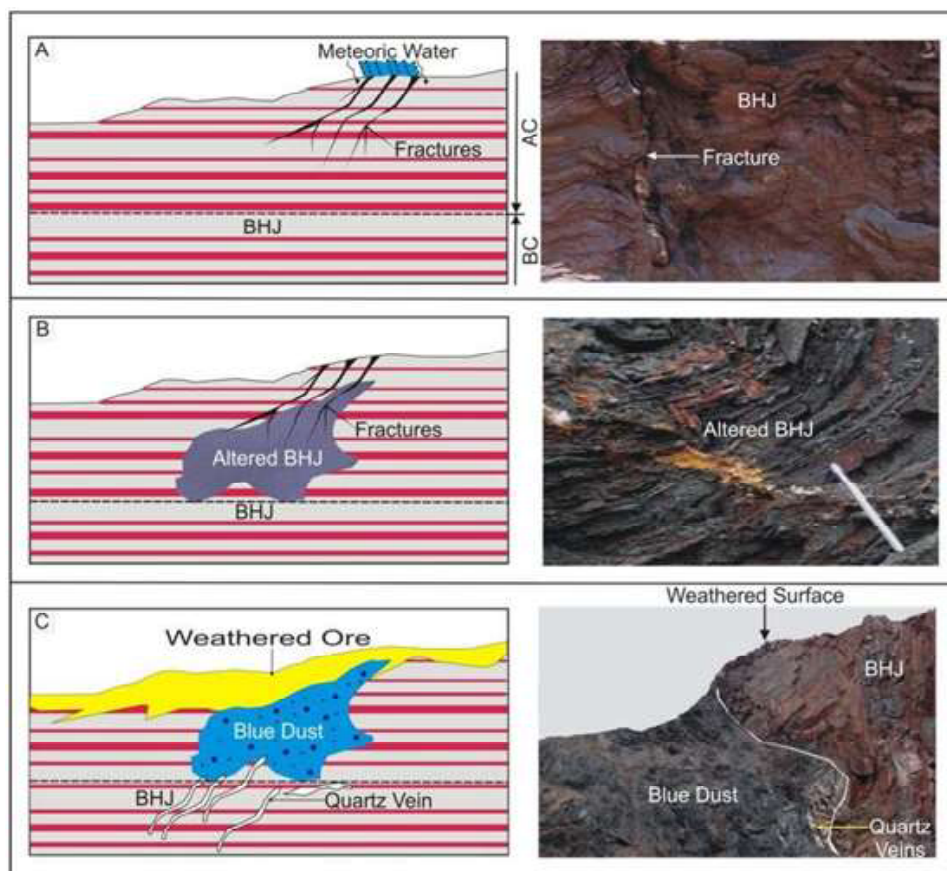 A
Meteoric Water
Fractures
BHJ
AC
BC
BHJ
Fracture
B
Fractures
Altered BHJ
BHJ
Altered BHJ
C
Weathered Ore
Blue Dust
BHJ
Quartz Vein
Weathered Surface
BHJ
Blue Dust
Quartz
Veins